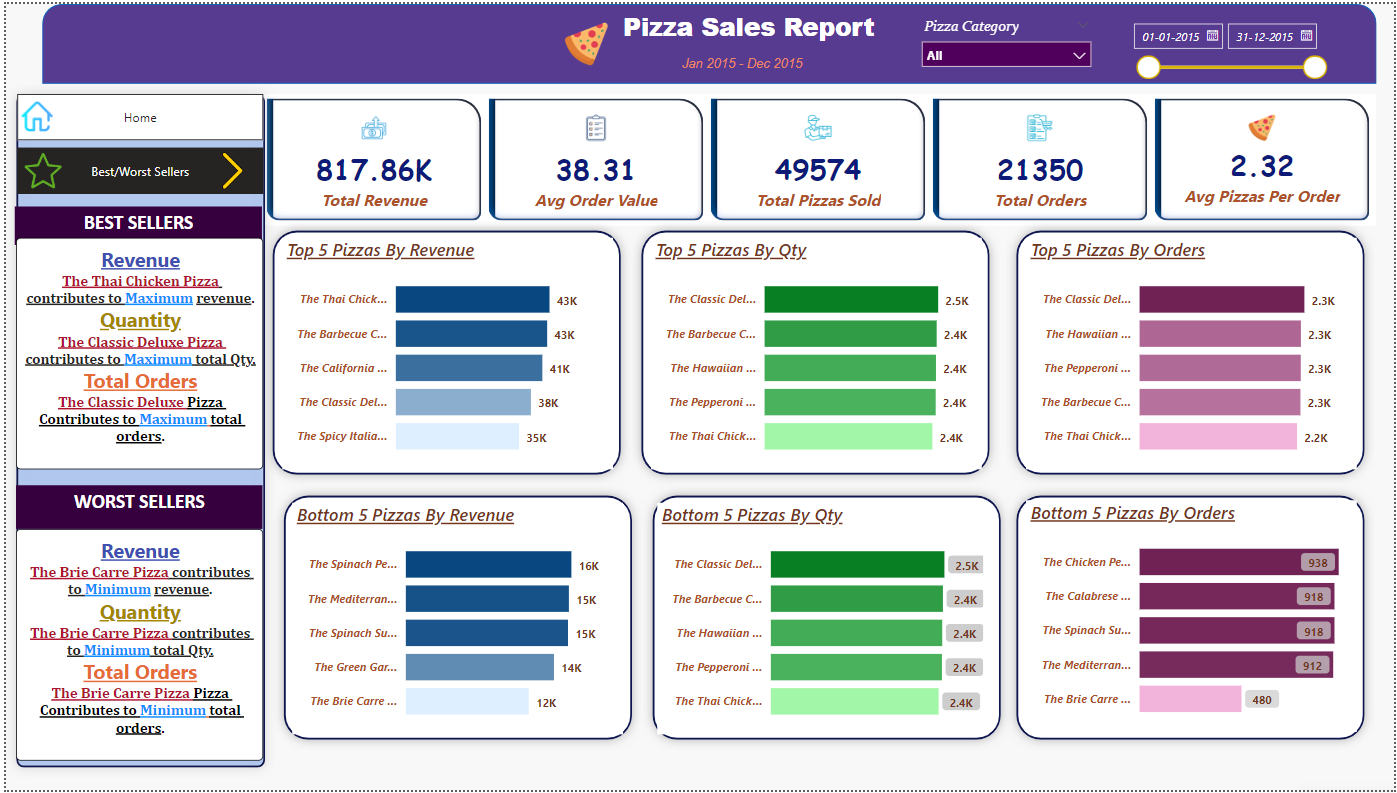 Pizza Sales Report
Jan 2015 - Dec 2015
Pizza Category
All
01-01-2015
31-12-2015
Home
Best/Worst Sellers
BEST SELLERS
Revenue
The Thai Chicken Pizza
contributes to Maximum revenue.
Quantity
The Classic Deluxe Pizza
contributes to Maximum total Qty.
Total Orders
The Classic Deluxe Pizza
Contributes to Maximum total
orders.
WORST SELLERS
Revenue
The Brie Carre Pizza contributes
to Minimum revenue.
Quantity
The Brie Carre Pizza contributes
to Minimum total Qty.
Total Orders
The Brie Carre Pizza Pizza
Contributes to Minimum total
orders.
817.86K
Total Revenue
38.31
Avg Order Value
49574
Total Pizzas Sold
21350
Total Orders
2.32
Avg Pizzas Per Order
Top 5 Pizzas By Revenue
The Thai Chick... 43K
The Barbecue C... 43K
The California ... 41K
The Classic Del... 38K
The Spicy Italia... 35K
Top 5 Pizzas By Qty
The Classic Del... 2.5K
The Barbecue C... 2.4K
The Hawaiian ... 2.4K
The Pepperoni ... 2.4K
The Thai Chick... 2.4K
Top 5 Pizzas By Orders
The Classic Del... 2.3K
The Hawaiian ... 2.3K
The Pepperoni ... 2.3K
The Barbecue C... 2.3K
The Thai Chick... 2.2K
Bottom 5 Pizzas By Revenue
The Spinach Pe... 16K
The Mediterran... 15K
The Spinach Su... 15K
The Green Gar... 14K
The Brie Carre ... 12K
Bottom 5 Pizzas By Qty
The Classic Del... 2.5K
The Barbecue C... 2.4K
The Hawaiian ... 2.4K
The Pepperoni ... 2.4K
The Thai Chick... 2.4K
Bottom 5 Pizzas By Orders
The Chicken Pe... 938
The Calabrese ... 918
The Spinach Su... 918
The Mediterran... 912
The Brie Carre ... 480